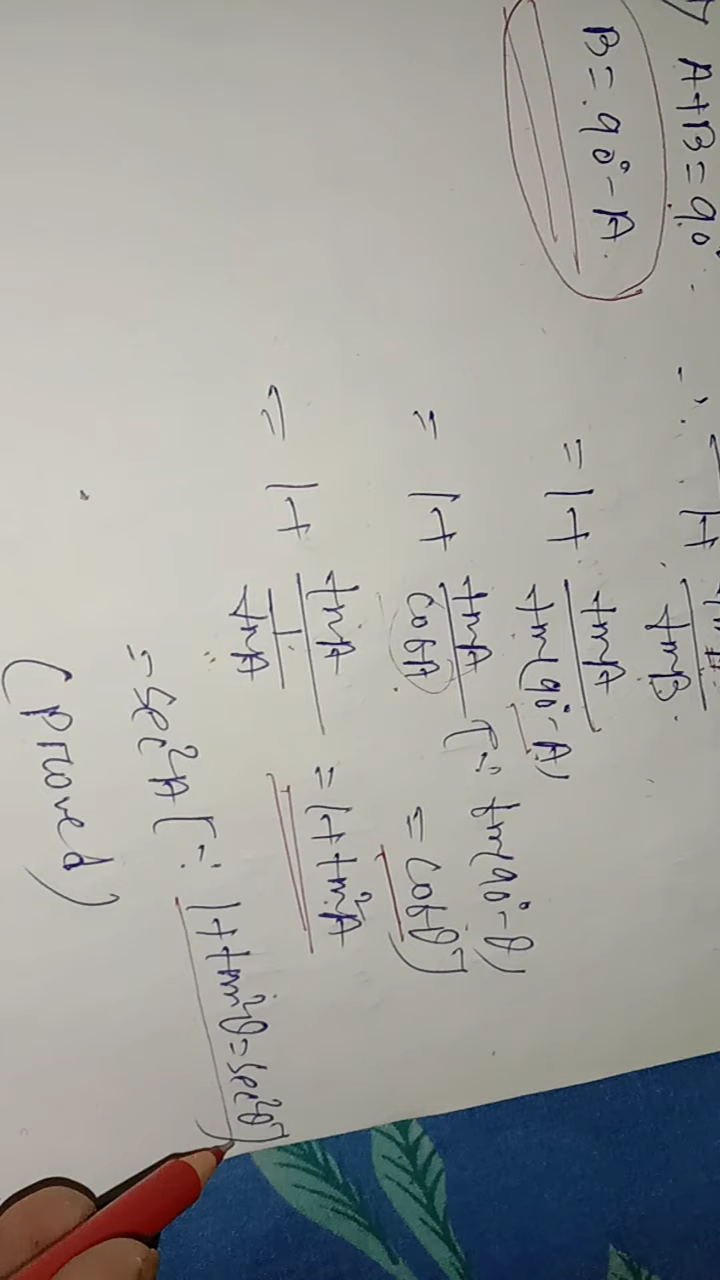 A+B=90°
B=90°-A.
∴ 1+ tanA/tanB
= 1+ tanA/tan(90°-A)
= 1+ tanA/cotA [∵ tan(90°-θ)
= cotθ]
= 1+ tanA/(1/tanA) = 1+tan²A
= sec²A [∵ 1+tan²θ=sec²θ]
(Proved)